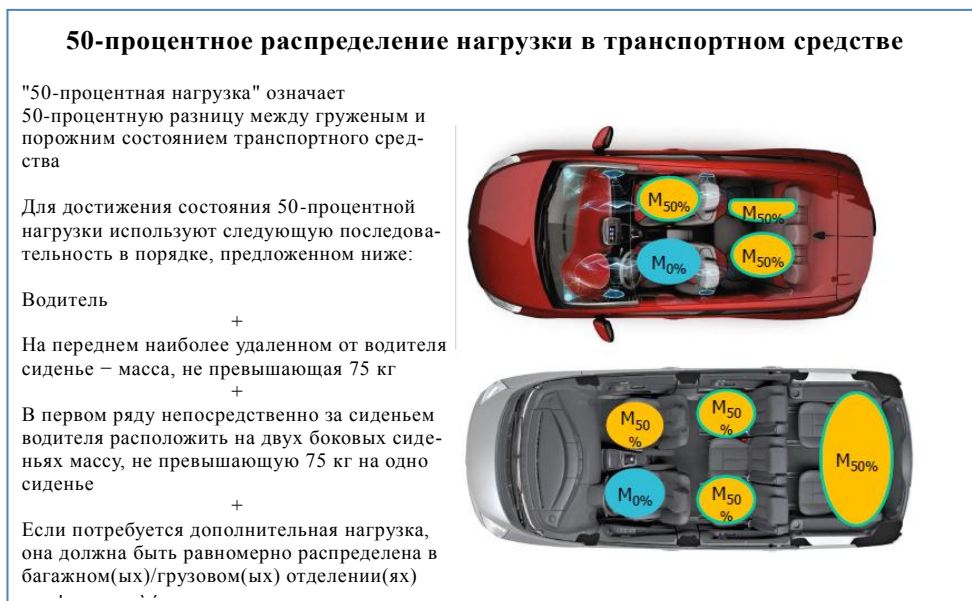 50-процентное распределение нагрузки в транспортном средстве
"50-процентная нагрузка" означает
50-процентную разницу между груженым и
порожним состоянием транспортного сред-
ства
Для достижения состояния 50-процентной
нагрузки используют следующую последова-
тельность в порядке, предложенном ниже:
Водитель
+
На переднем наиболее удаленном от водителя
сиденье − масса, не превышающая 75 кг
+
В первом ряду непосредственно за сиденьем
водителя расположить на двух боковых сиде-
ньях массу, не превышающую 75 кг на одно
сиденье
+
Если потребуется дополнительная нагрузка,
она должна быть равномерно распределена в
багажном(ых)/грузовом(ых) отделении(ях)
M50%
M50%
M0%
M50%
M50
%
M50
%
M50%
M0%
M50
%